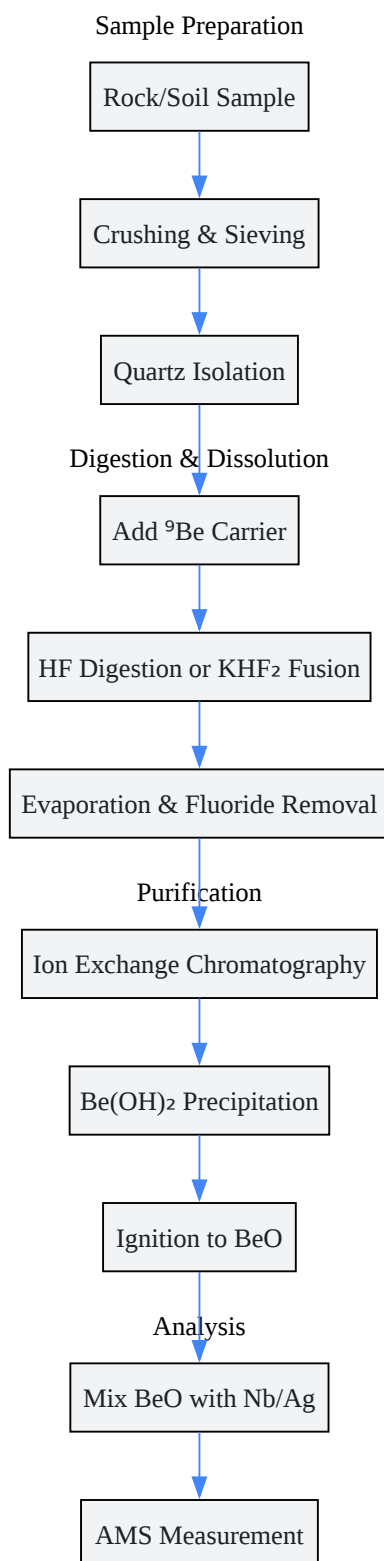 Sample Preparation
Rock/Soil Sample
Crushing & Sieving
Quartz Isolation
Digestion & Dissolution
Add ⁹Be Carrier
HF Digestion or KHF₂ Fusion
Evaporation & Fluoride Removal
Purification
Ion Exchange Chromatography
Be(OH)₂ Precipitation
Ignition to BeO
Analysis
Mix BeO with Nb/Ag
AMS Measurement